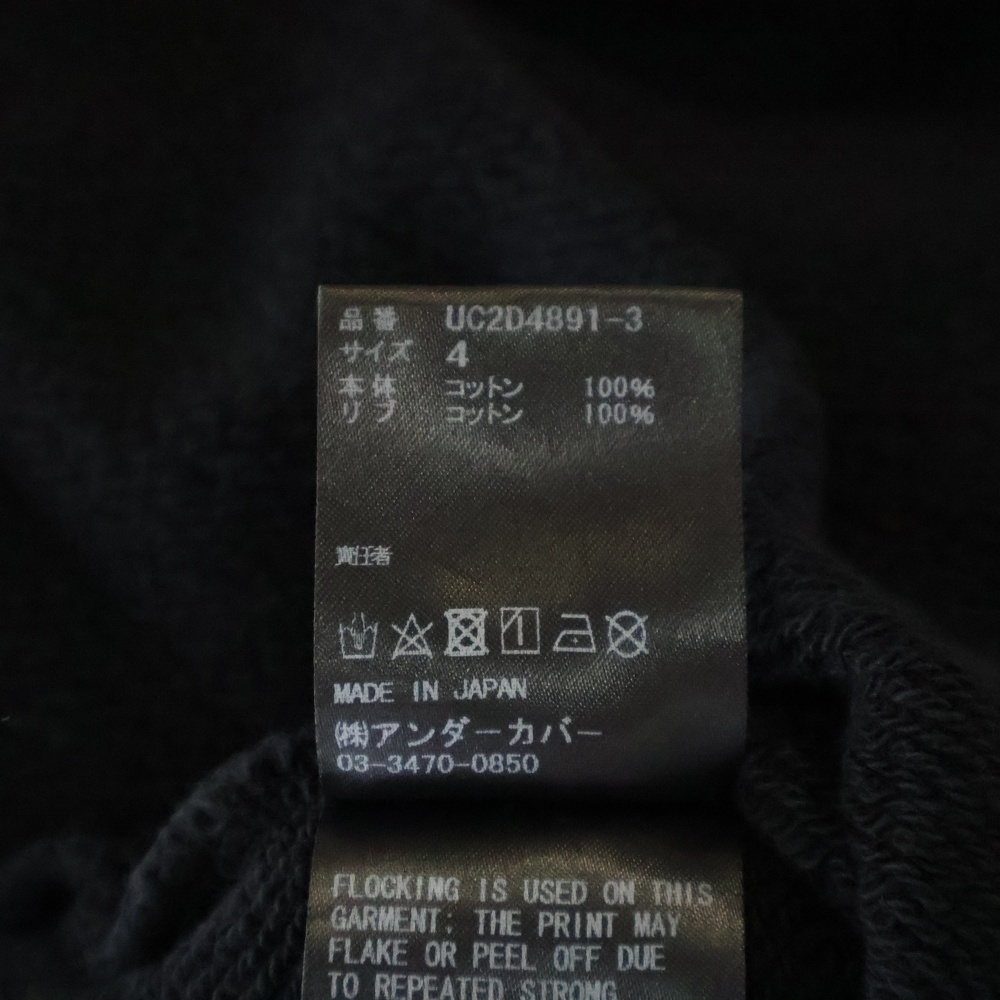 品番 UC2D4891-3
サイズ 4
本体 コットン 100%
リブ コットン 100%
責任者
MADE IN JAPAN
㈱アンダーカバー
03-3470-0850
FLOCKING IS USED ON THIS
GARMENT: THE PRINT MAY
FLAKE OR PEEL OFF DUE
TO REPEATED STRONG